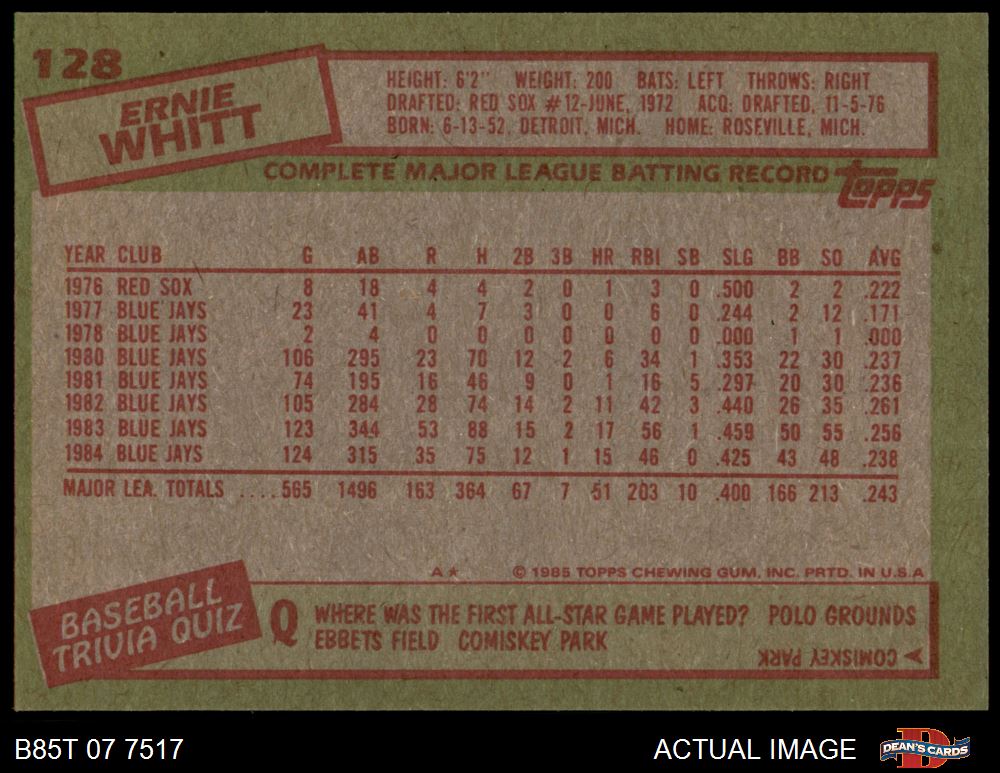 128
ERNIE
WHITT
HEIGHT: 6'2" WEIGHT: 200 BATS: LEFT THROWS: RIGHT
DRAFTED: RED SOX #12-JUNE, 1972 ACQ: DRAFTED, 11-5-76
BORN: 6-13-52, DETROIT, MICH. HOME: ROSEVILLE, MICH.
COMPLETE MAJOR LEAGUE BATTING RECORD topps
YEAR CLUB G AB R H 2B 3B HR RBI SB SLG BB SO AVG
1976 RED SOX 8 18 4 4 2 0 1 3 0 .500 2 2 .222
1977 BLUE JAYS 23 41 4 7 3 0 0 6 0 .244 2 12 .171
1978 BLUE JAYS 2 4 0 0 0 0 0 0 0 .000 1 1 .000
1980 BLUE JAYS 106 295 23 70 12 2 6 34 1 .353 22 30 .237
1981 BLUE JAYS 74 195 16 46 9 0 1 16 5 .297 20 30 .236
1982 BLUE JAYS 105 284 28 74 14 2 11 42 3 .440 26 35 .261
1983 BLUE JAYS 123 344 53 88 15 2 17 56 1 .459 50 55 .256
1984 BLUE JAYS 124 315 35 75 12 1 15 46 0 .425 43 48 .238
MAJOR LEA. TOTALS ....565 1496 163 364 67 7 51 203 10 .400 166 213 .243
A★ © 1985 TOPPS CHEWING GUM, INC. PRTD. IN U.S.A
BASEBALL
TRIVIA QUIZ
Q WHERE WAS THE FIRST ALL-STAR GAME PLAYED? POLO GROUNDS
EBBETS FIELD COMISKEY PARK
COMISKEY PARK
B85T 07 7517 ACTUAL IMAGE DEAN'S CARDS